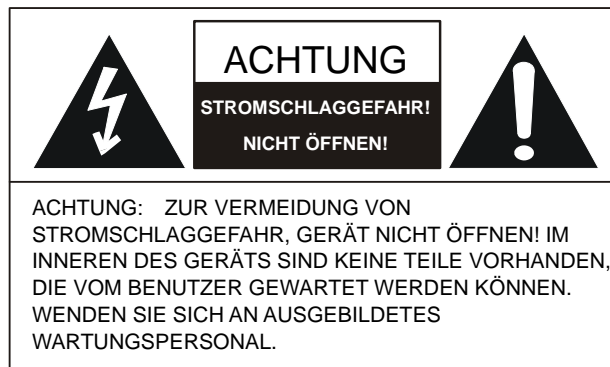 ACHTUNG
STROMSCHLAGGEFAHR!
NICHT ÖFFNEN!
ACHTUNG: ZUR VERMEIDUNG VON
STROMSCHLAGGEFAHR, GERÄT NICHT ÖFFNEN! IM
INNEREN DES GERÄTS SIND KEINE TEILE VORHANDEN,
DIE VOM BENUTZER GEWARTET WERDEN KÖNNEN.
WENDEN SIE SICH AN AUSGEBILDETES
WARTUNGSPERSONAL.